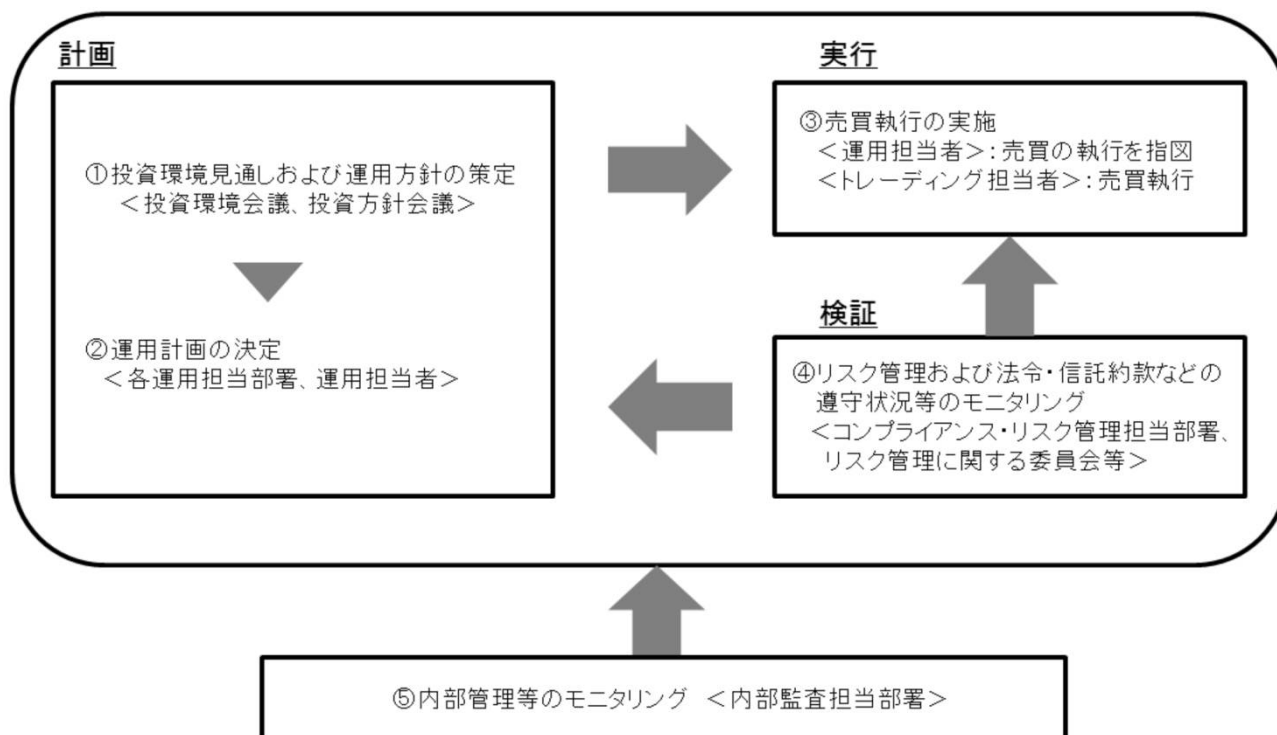 計画
①投資環境見通しおよび運用方針の策定
＜投資環境会議、投資方針会議＞
②運用計画の決定
＜各運用担当部署、運用担当者＞
実行
③売買執行の実施
＜運用担当者＞：売買の執行を指図
＜トレーディング担当者＞：売買執行
検証
④リスク管理および法令・信託約款などの
遵守状況等のモニタリング
＜コンプライアンス・リスク管理担当部署、
リスク管理に関する委員会等＞
⑤内部管理等のモニタリング ＜内部監査担当部署＞